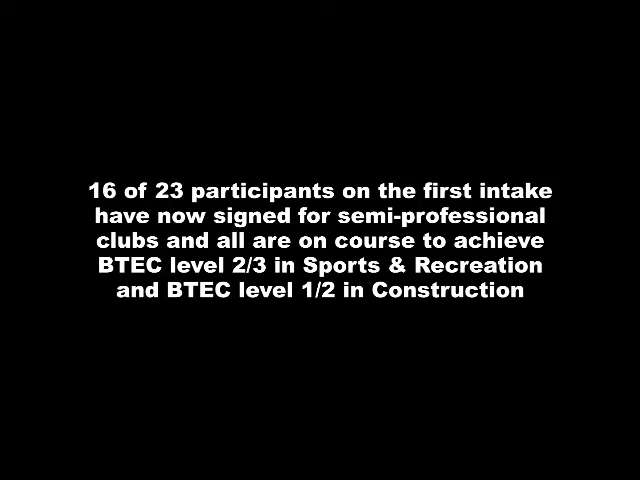 16 of 23 participants on the first intake
have now signed for semi-professional
clubs and all are on course to achieve
BTEC level 2/3 in Sports & Recreation
and BTEC level 1/2 in Construction